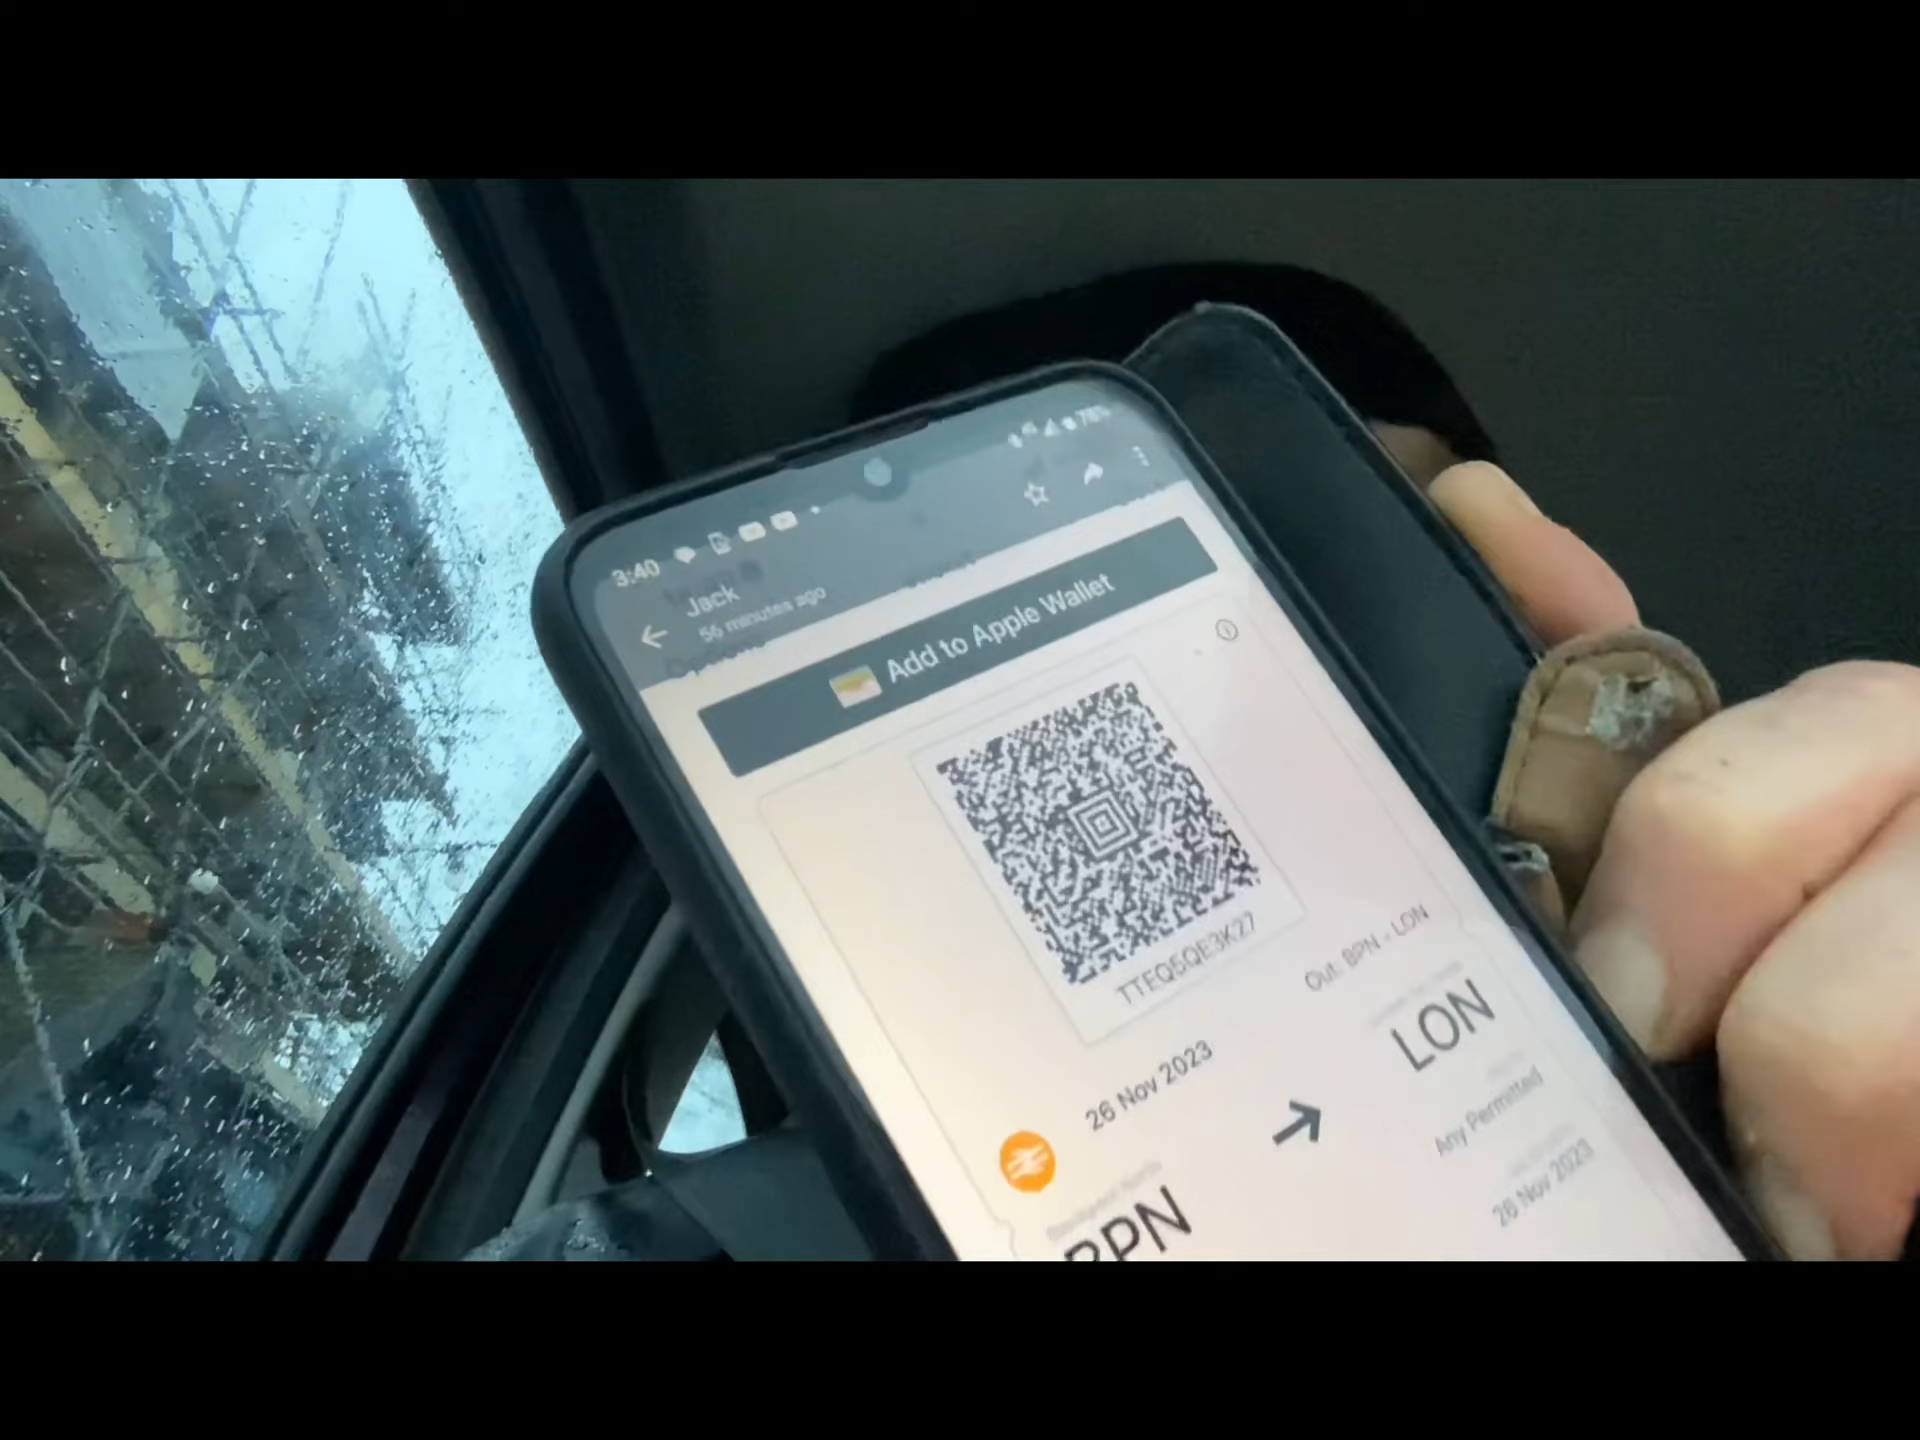 3:40
78%
Jack
56 minutes ago
Add to Apple Wallet
TTEQ5QE3K27
Out: BPN - LON
26 Nov 2023
LON
Any Permitted
BPN
26 Nov 2023